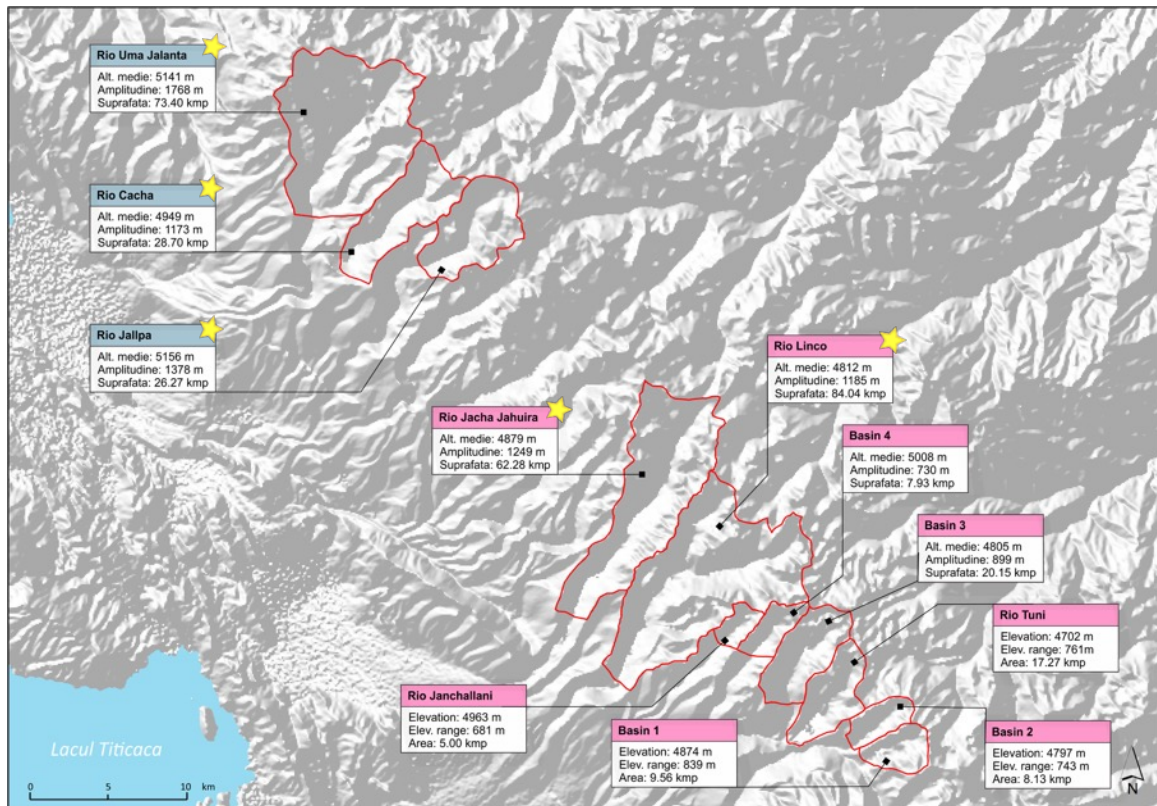 Rio Uma Jalanta
Alt. medie: 5141 m
Amplitudine: 1768 m
Suprafata: 73.40 kmp
Rio Cacha
Alt. medie: 4949 m
Amplitudine: 1173 m
Suprafata: 28.70 kmp
Rio Jallpa
Alt. medie: 5156 m
Amplitudine: 1378 m
Suprafata: 26.27 kmp
Rio Linco
Alt. medie: 4812 m
Amplitudine: 1185 m
Suprafata: 84.04 kmp
Rio Jacha Jahuira
Alt. medie: 4879 m
Amplitudine: 1249 m
Suprafata: 62.28 kmp
Basin 4
Alt. medie: 5008 m
Amplitudine: 730 m
Suprafata: 7.93 kmp
Basin 3
Alt. medie: 4805 m
Amplitudine: 899 m
Suprafata: 20.15 kmp
Rio Tuni
Elevation: 4702 m
Elev. range: 761m
Area: 17.27 kmp
Rio Janchallani
Elevation: 4963 m
Elev. range: 681 m
Area: 5.00 kmp
Basin 1
Elevation: 4874 m
Elev. range: 839 m
Area: 9.56 kmp
Basin 2
Elevation: 4797 m
Elev. range: 743 m
Area: 8.13 kmp
Lacul Titicaca
0 5 10 km
N